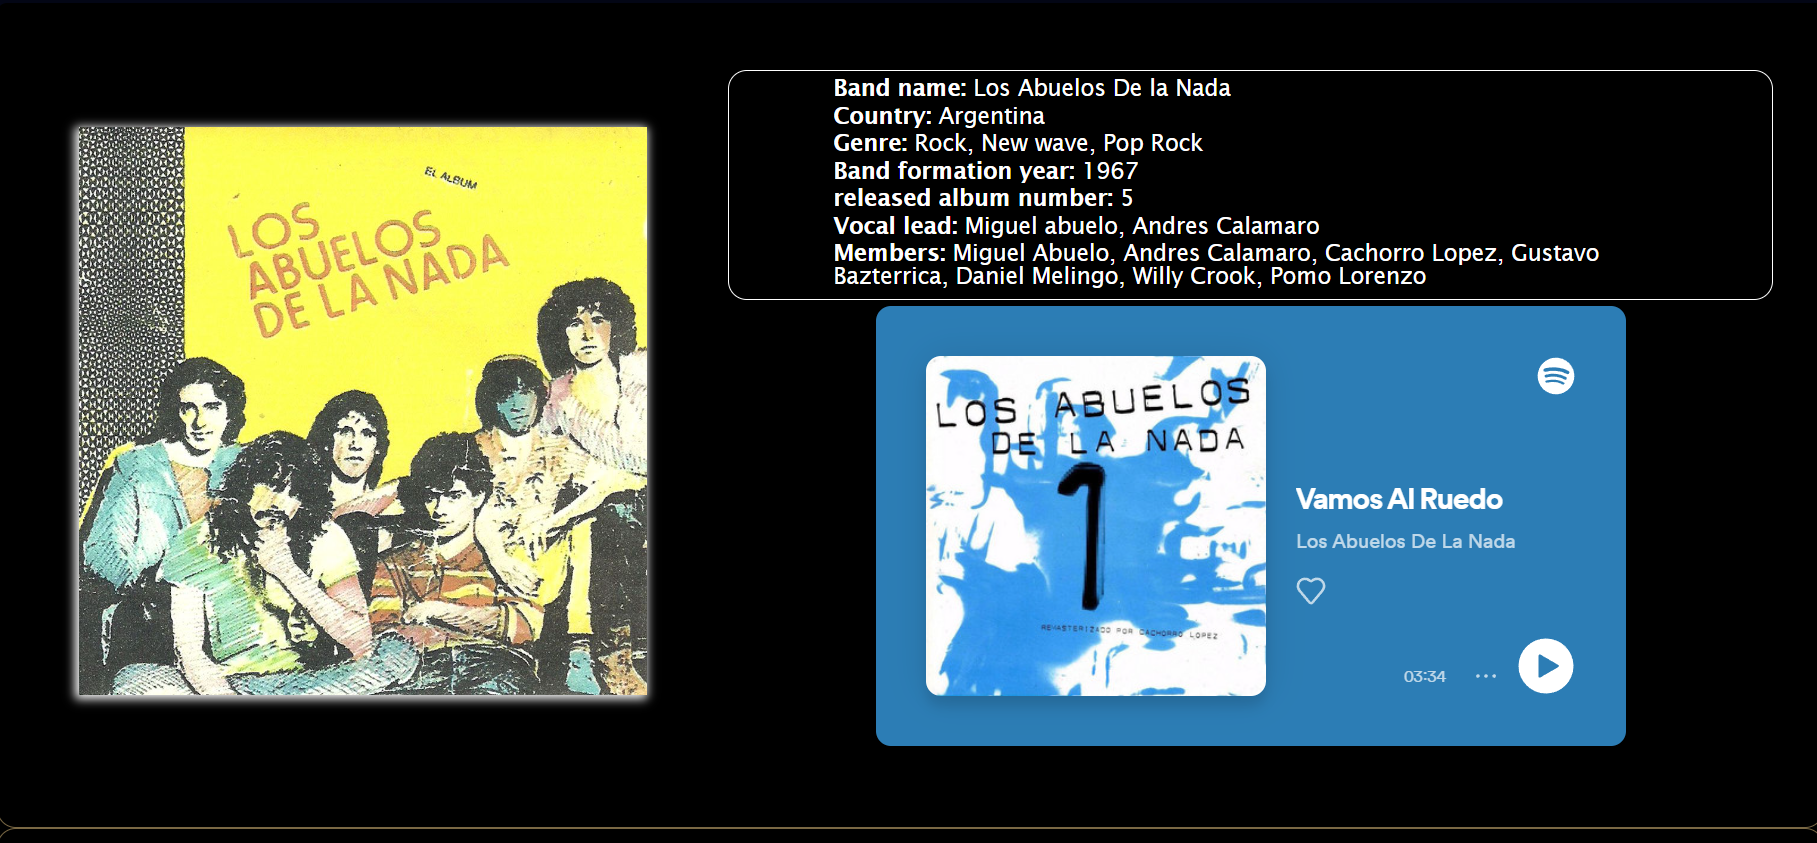 EL ALBUM
LOS
ABUELOS
DE LA NADA
Band name: Los Abuelos De la Nada
Country: Argentina
Genre: Rock, New wave, Pop Rock
Band formation year: 1967
released album number: 5
Vocal lead: Miguel abuelo, Andres Calamaro
Members: Miguel Abuelo, Andres Calamaro, Cachorro Lopez, Gustavo
Bazterrica, Daniel Melingo, Willy Crook, Pomo Lorenzo
LOS ABUELOS
DE LA NADA
1
REMASTERIZADO POR CACHORRO LOPEZ
Vamos Al Ruedo
Los Abuelos De La Nada
03:34